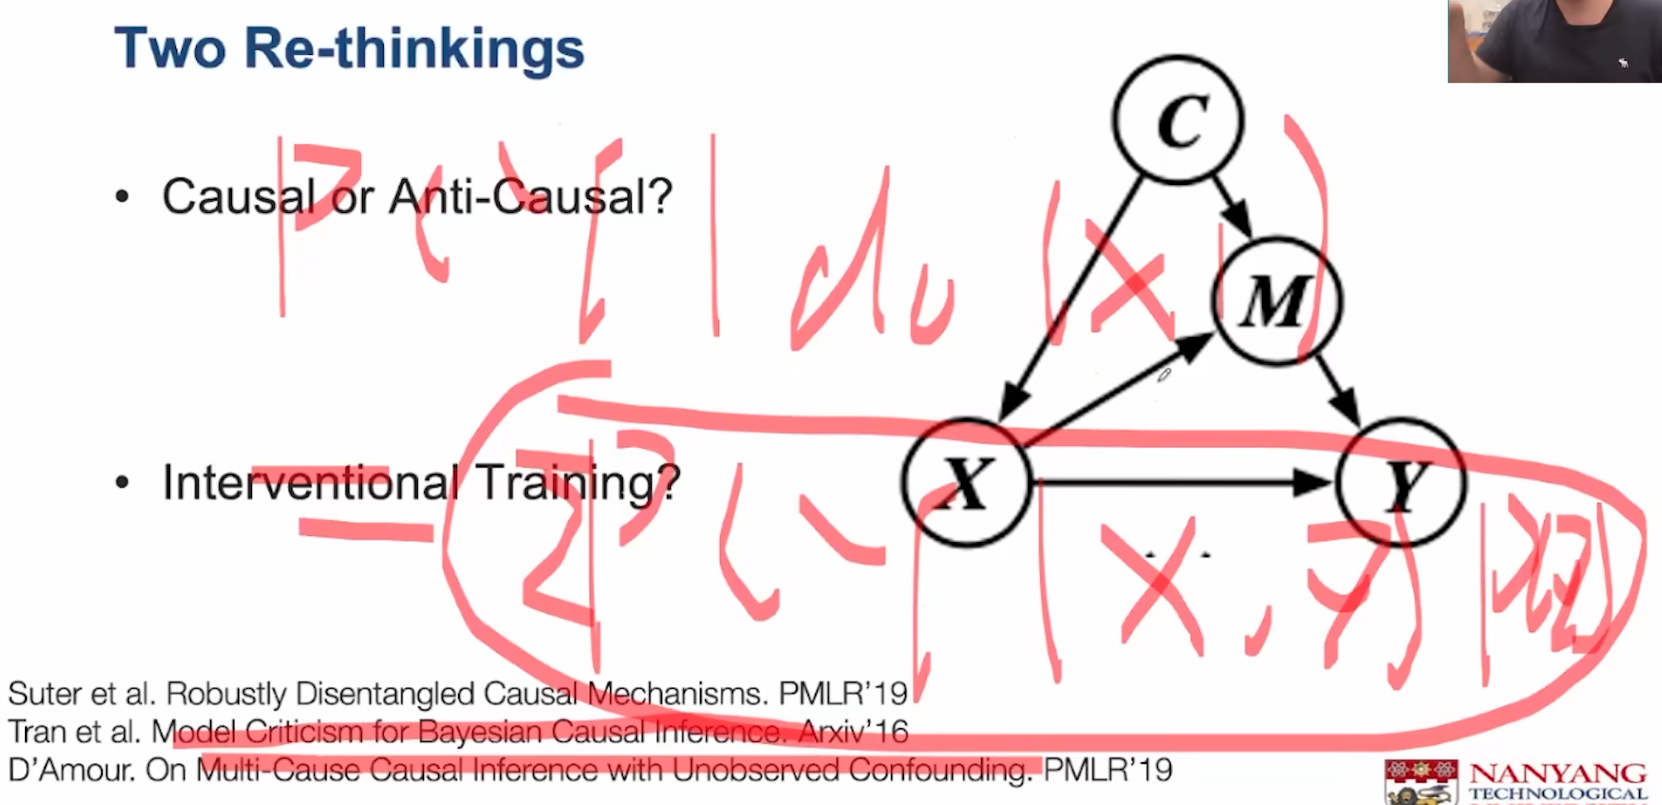 Two Re-thinkings
C
• Causal or Anti-Causal?
P(Y|do(X))
M
X
Y
• Interventional Training?
= Σ P(Y|X, Z) P(Z)
Suter et al. Robustly Disentangled Causal Mechanisms. PMLR'19
Tran et al. Model Criticism for Bayesian Causal Inference. Arxiv'16
D'Amour. On Multi-Cause Causal Inference with Unobserved Confounding. PMLR'19
NANYANG
TECHNOLOGICAL